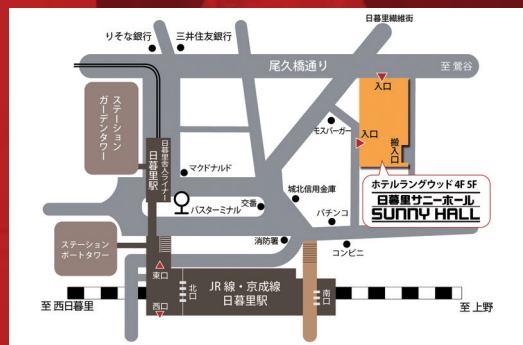 日暮里繊維街
りそな銀行
三井住友銀行
尾久橋通り
至 鶯谷
入口
ステーション
ガーデンタワー
モスバーガー
入口
搬入口
日暮里舎人ライナー
日暮里駅
マクドナルド
ホテルラングウッド 4F 5F
日暮里サニーホール
SUNNY HALL
城北信用金庫
交番
バスターミナル
パチンコ
消防署
コンビニ
ステーション
ポートタワー
東口
北口
JR 線・京成線
日暮里駅
南口
西口
至 西日暮里
至 上野